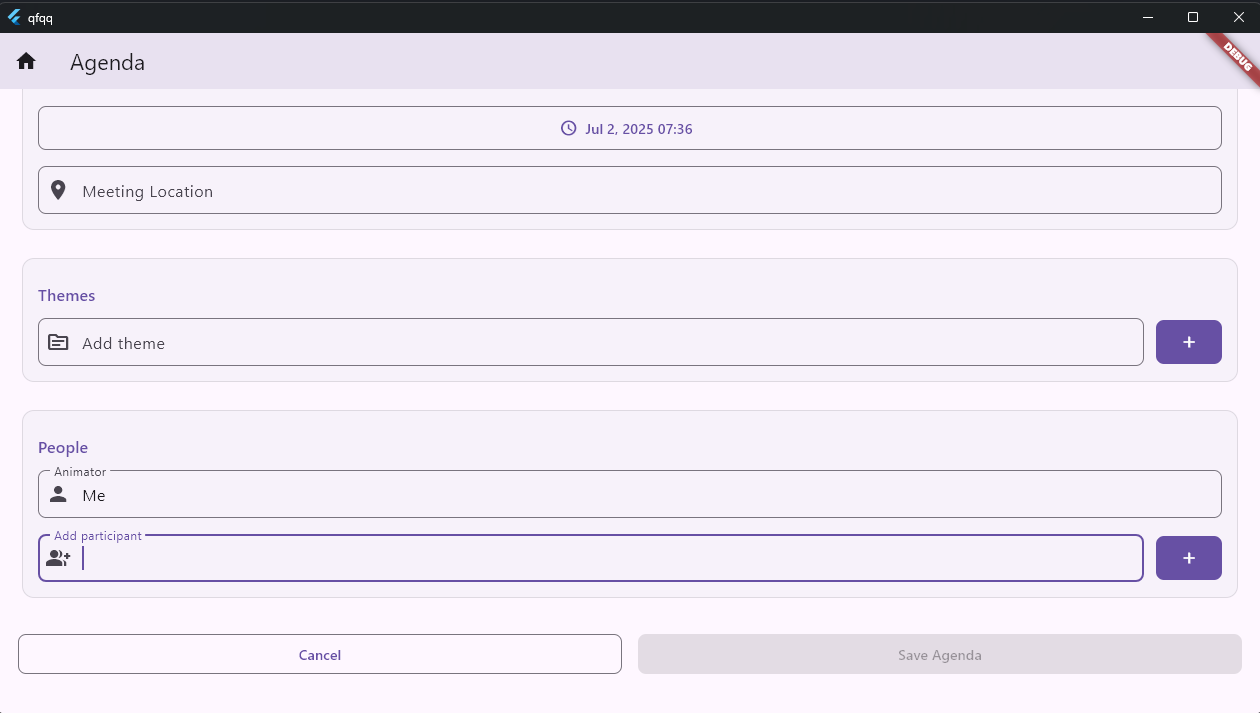 qfqq
Agenda
DEBUG
Jul 2, 2025 07:36
Meeting Location
Themes
Add theme
+
People
Animator
Me
Add participant
+
Cancel
Save Agenda